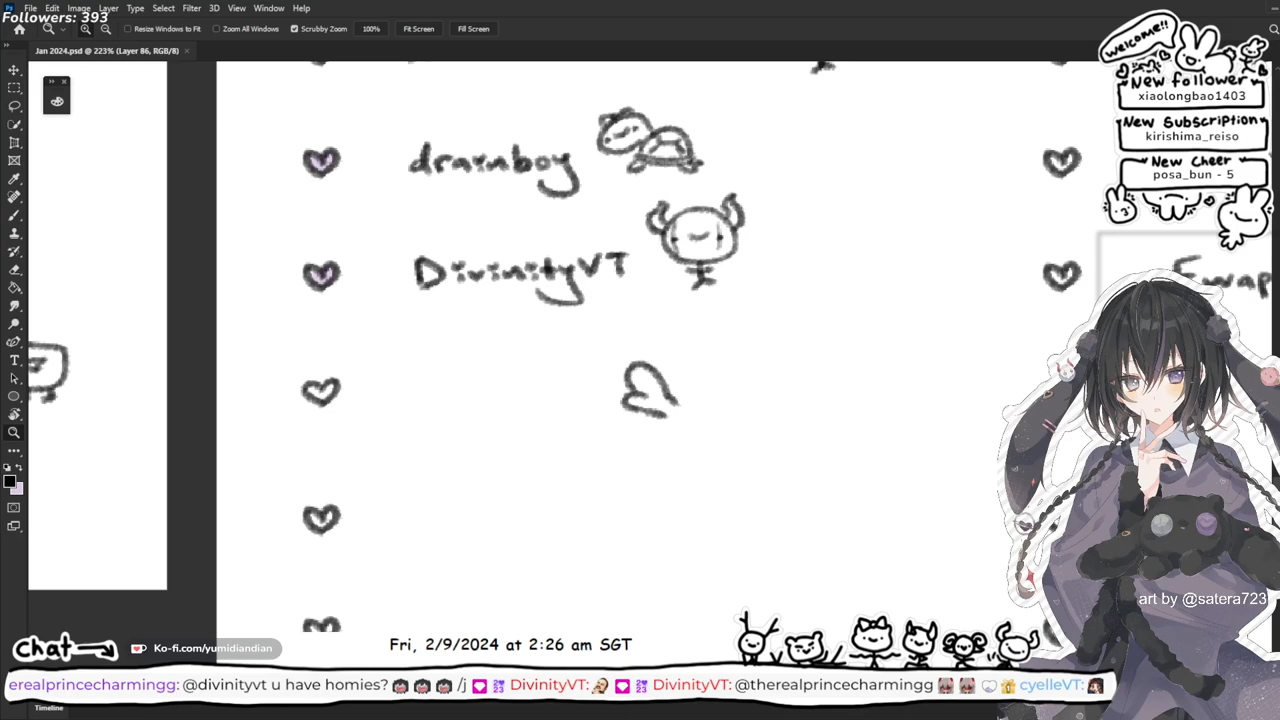 File Edit Image Layer Type Select Filter 3D View Window Help
Followers: 393
Resize Windows to Fit Zoom All Windows Scrubby Zoom 100% Fit Screen Fill Screen
Jan 2024.psd @ 223% (Layer 86, RGB/8)
welcome!!
New follower
xiaolongbao1403
New Subscription
kirishima_reiso
New Cheer
posa_bun - 5
drainboy
DivinityVT
art by @satera723
Fri, 2/9/2024 at 2:26 am SGT
chat
Ko-fi.com/yumidiandian
erealprincecharmingg: @divinityvt u have homies? DivinityVT: DivinityVT: @therealprincecharmingg cyelleVT:
Timeline